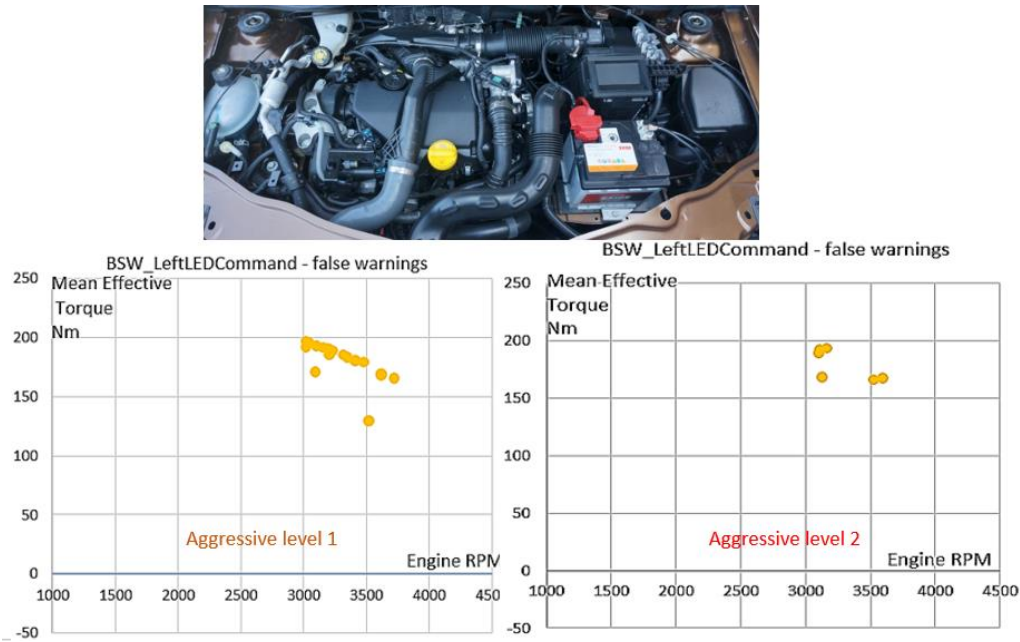 BSW_LeftLEDCommand - false warnings
250
Mean Effective
Torque
Nm
200
150
100
50
Aggressive level 1
Engine RPM
0
1000 1500 2000 2500 3000 3500 4000 450
-50
BSW_LeftLEDCommand - false warnings
250
Mean Effective
Torque
Nm
200
150
100
50
Aggressive level 2
Engine RPM
0
1000 1500 2000 2500 3000 3500 4000 4500
-50